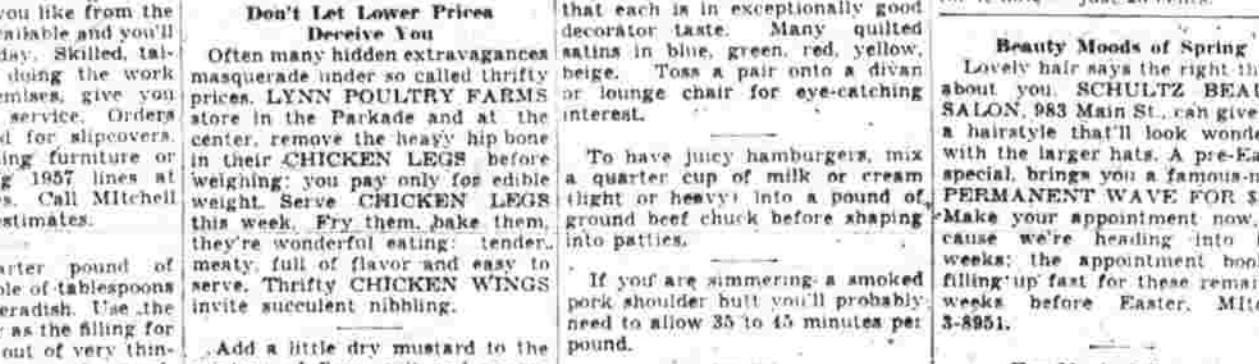 you like from the
available and you'll
day. Skilled, tai-
doing the work
emises, give you
service. Orders
d for slipcovers.
ing furniture or
g 1957 lines at
s. Call MItchell
estimates.
arter pound of
ple of tablespoons
eradish. Use the
as the filling for
out of very thin-
Don't Let Lower Prices
Deceive You
Often many hidden extravagances
masquerade under so called thrifty
prices. LYNN POULTRY FARMS
store in the Parkade and at the
center, remove the heavy hip bone
in their CHICKEN LEGS before
weighing; you pay only for edible
weight. Serve CHICKEN LEGS
this week. Fry them, bake them,
they're wonderful eating: tender,
meaty, full of flavor and easy to
serve. Thrifty CHICKEN WINGS
invite succulent nibbling.
Add a little dry mustard to the
that each is in exceptionally good
decorator taste. Many quilted
satins in blue, green, red, yellow,
beige. Toss a pair onto a divan
or lounge chair for eye-catching
interest.
To have juicy hamburgers, mix
a quarter cup of milk or cream
(light or heavy) into a pound of
ground beef chuck before shaping
into patties.
If you are simmering a smoked
pork shoulder butt you'll probably
need to allow 35 to 45 minutes per
pound.
Beauty Moods of Spring
Lovely hair says the right th
about you. SCHULTZ BEAU
SALON, 983 Main St., can give
a hairstyle that'll look wond
with the larger hats. A pre-Ea
special, brings you a famous-n
PERMANENT WAVE FOR $
Make your appointment now
cause we're heading into
weeks; the appointment boo
filling up fast for these rema
weeks before Easter. MI
3-8951.